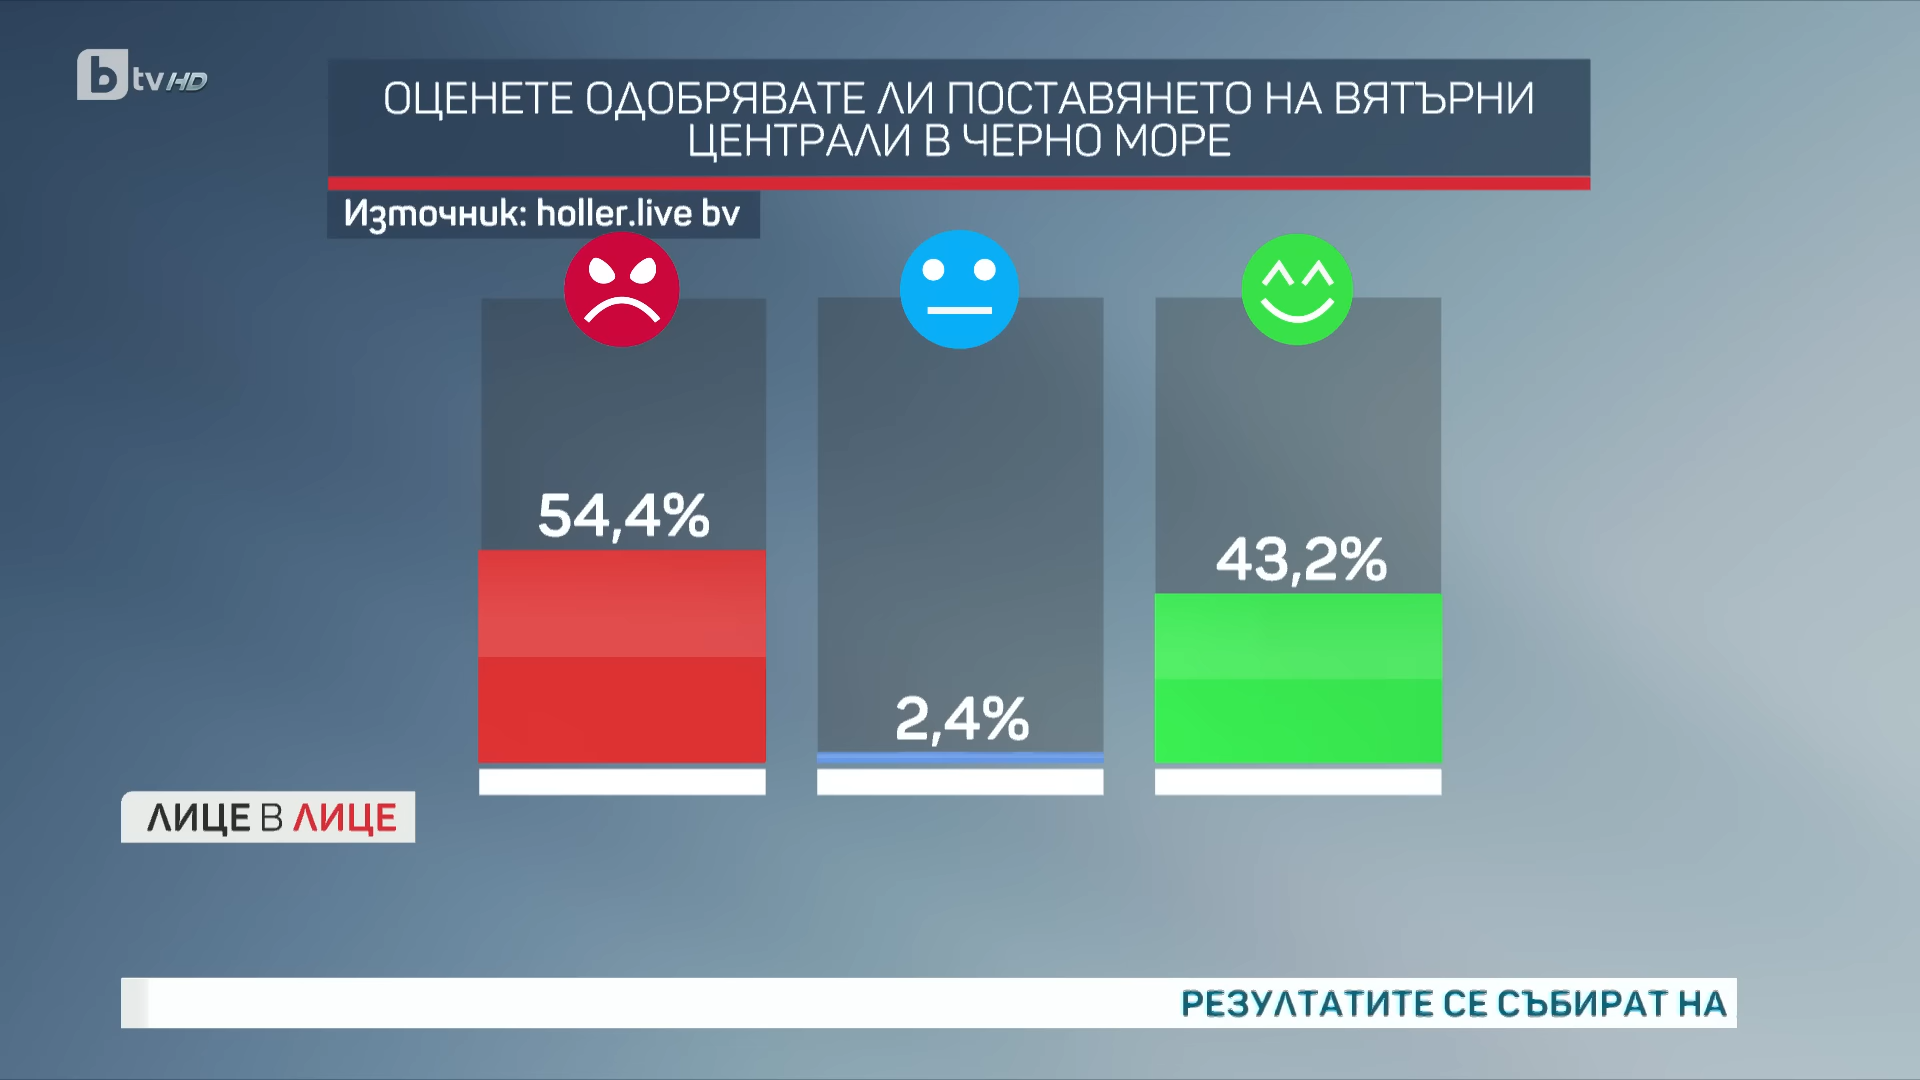 btv HD
ОЦЕНЕТЕ ОДОБРЯВАТЕ ЛИ ПОСТАВЯНЕТО НА ВЯТЪРНИ
ЦЕНТРАЛИ В ЧЕРНО МОРЕ
Източник: holler.live bv
54,4%
2,4%
43,2%
ЛИЦЕ В ЛИЦЕ
РЕЗУЛТАТИТЕ СЕ СЪБИРАТ НА